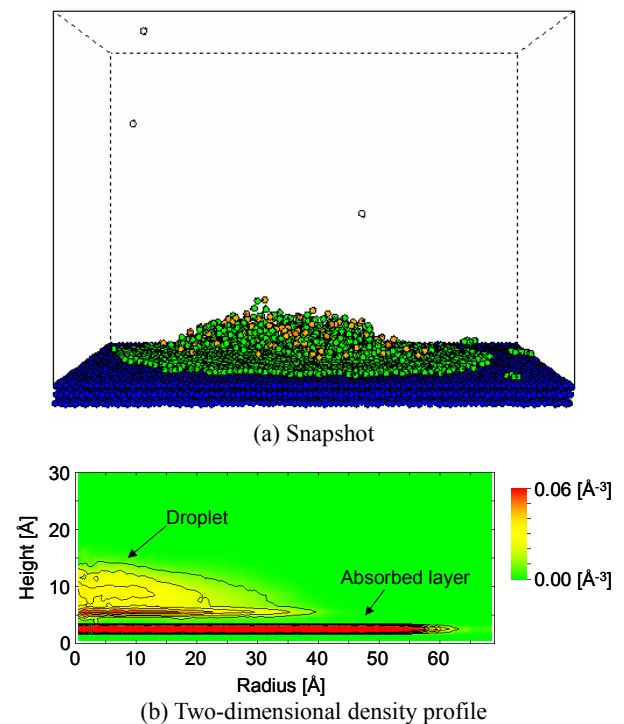 (a) Snapshot
30
20
10
0
Height [Å]
Droplet
Absorbed layer
0 10 20 30 40 50 60
Radius [Å]
0.06 [Å⁻³]
0.00 [Å⁻³]
(b) Two-dimensional density profile